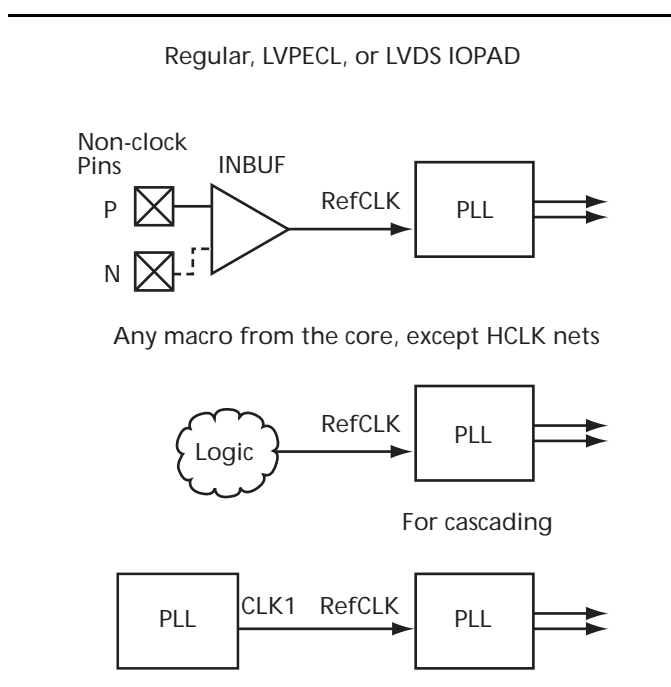 Regular, LVPECL, or LVDS IOPAD
Non-clock
Pins
INBUF
P
RefCLK
PLL
N
Any macro from the core, except HCLK nets
Logic
RefCLK
PLL
For cascading
PLL
CLK1
RefCLK
PLL